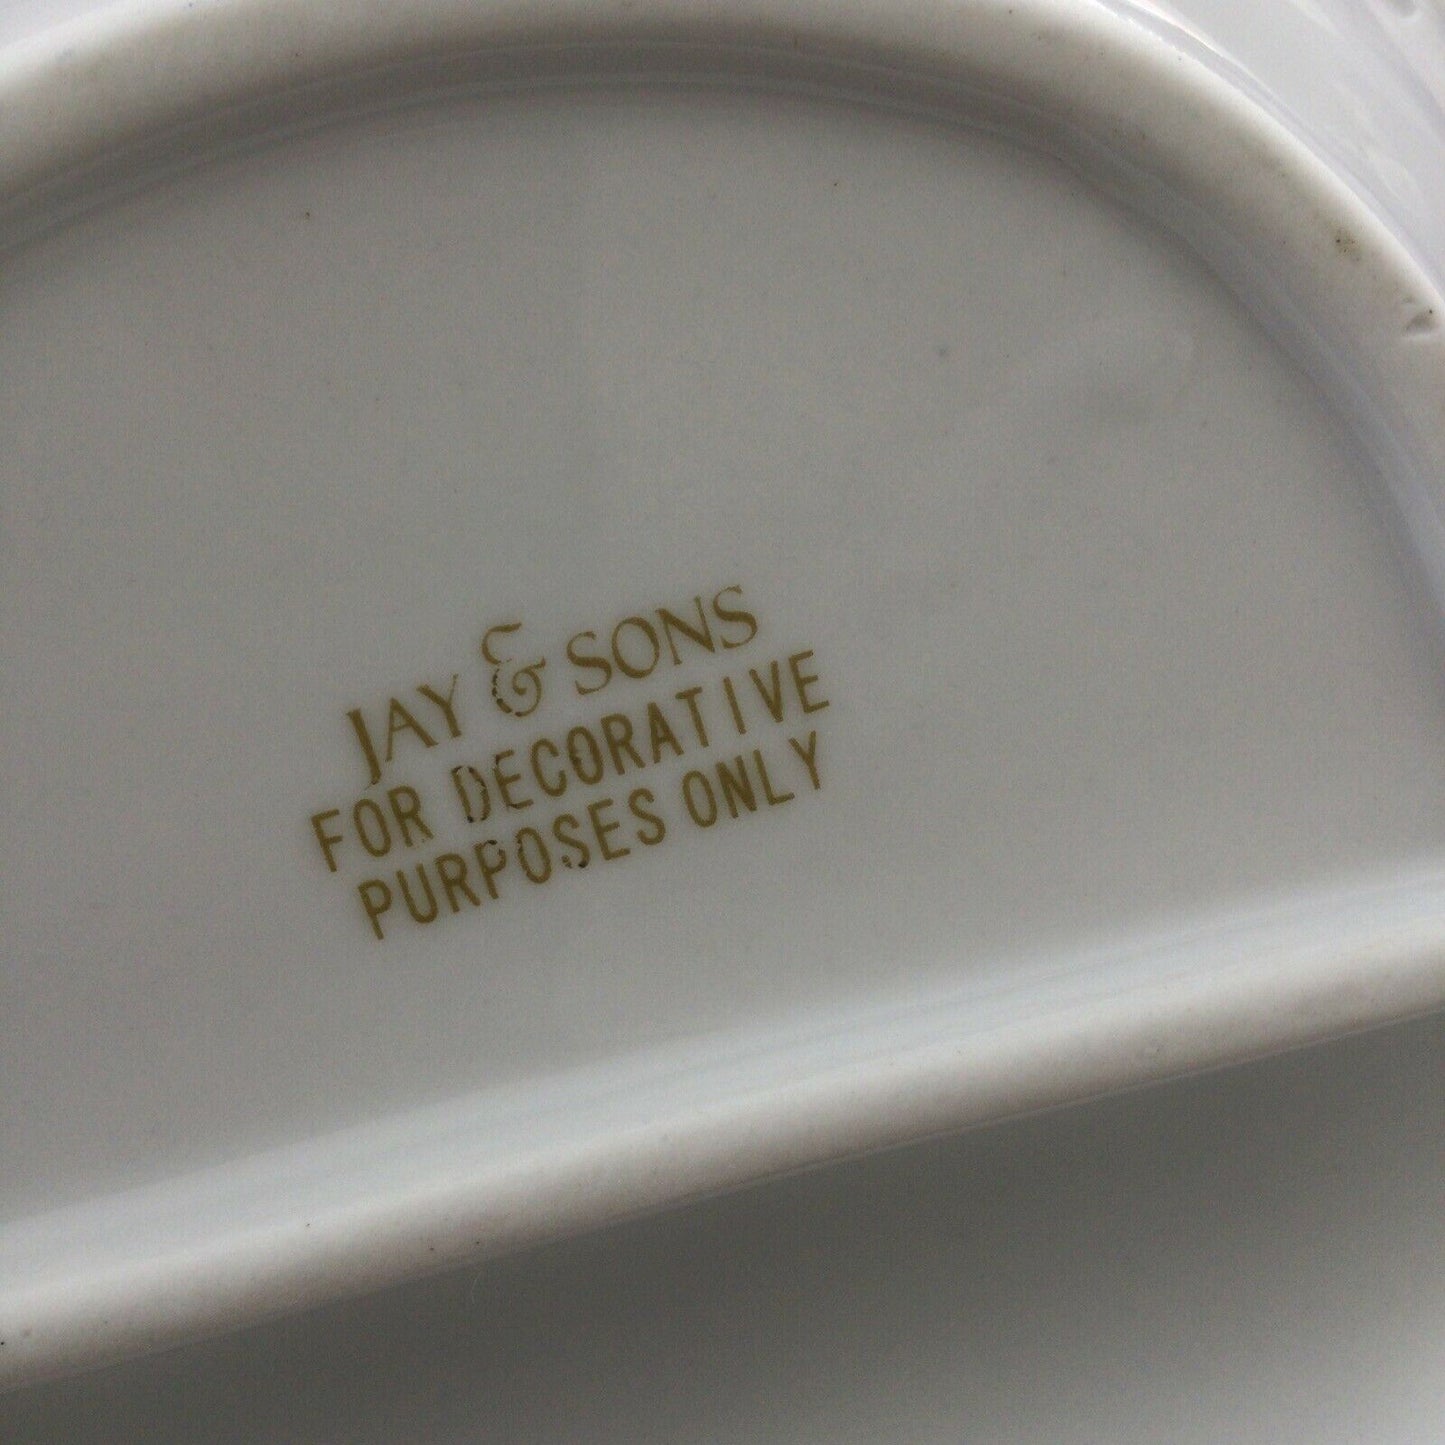 JAY & SONS
FOR DECORATIVE
PURPOSES ONLY